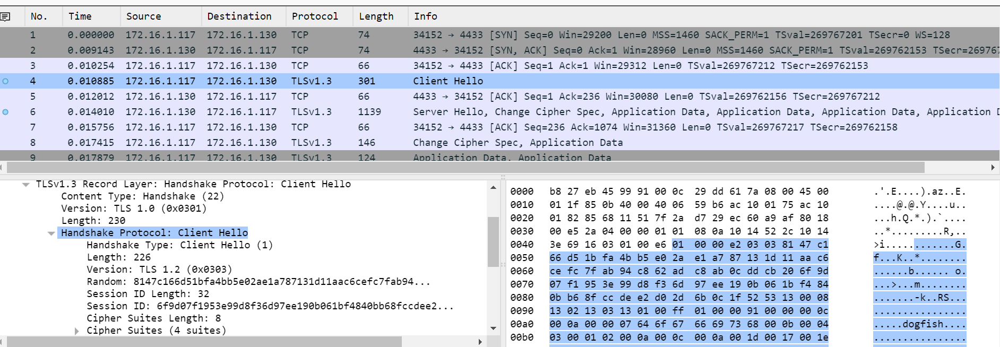 No. Time Source Destination Protocol Length Info
1 0.000000 172.16.1.117 172.16.1.130 TCP 74 34152 → 4433 [SYN] Seq=0 Win=29200 Len=0 MSS=1460 SACK_PERM=1 TSval=269767201 TSecr=0 WS=128
2 0.009143 172.16.1.130 172.16.1.117 TCP 74 4433 → 34152 [SYN, ACK] Seq=0 Ack=1 Win=28960 Len=0 MSS=1460 SACK_PERM=1 TSval=269762153 TSecr=26976
3 0.010254 172.16.1.117 172.16.1.130 TCP 66 34152 → 4433 [ACK] Seq=1 Ack=1 Win=29312 Len=0 TSval=269767212 TSecr=269762153
4 0.010885 172.16.1.117 172.16.1.130 TLSv1.3 301 Client Hello
5 0.012012 172.16.1.130 172.16.1.117 TCP 66 4433 → 34152 [ACK] Seq=1 Ack=236 Win=30080 Len=0 TSval=269762156 TSecr=269767212
6 0.014010 172.16.1.130 172.16.1.117 TLSv1.3 1139 Server Hello, Change Cipher Spec, Application Data, Application Data, Application Data, Application D
7 0.015756 172.16.1.117 172.16.1.130 TCP 66 34152 → 4433 [ACK] Seq=236 Ack=1074 Win=31360 Len=0 TSval=269767217 TSecr=269762158
8 0.017415 172.16.1.117 172.16.1.130 TLSv1.3 146 Change Cipher Spec, Application Data
9 0.017879 172.16.1.117 172.16.1.130 TLSv1.3 124 Application Data, Application Data
TLSv1.3 Record Layer: Handshake Protocol: Client Hello
Content Type: Handshake (22)
Version: TLS 1.0 (0x0301)
Length: 230
Handshake Protocol: Client Hello
Handshake Type: Client Hello (1)
Length: 226
Version: TLS 1.2 (0x0303)
Random: 8147c166d51bfa4bb5e02ae1a787131d11aac6cefc7fab94...
Session ID Length: 32
Session ID: 6f9d07f1953e99d8f36d97ee190b061bf4840bb68fccdee2...
Cipher Suites Length: 8
Cipher Suites (4 suites)
0000 b8 27 eb 45 99 91 00 0c 29 dd 61 7a 08 00 45 00 .'.E....).az..E.
0010 01 1f 85 0b 40 00 40 06 59 b6 ac 10 01 75 ac 10 ....@.@.Y....u..
0020 01 82 85 68 11 51 7f 2a d7 29 ec 60 a9 af 80 18 ...h.Q.*.).`....
0030 00 e5 2a 04 00 00 01 01 08 0a 10 14 52 2c 10 14 ..*.........R,..
0040 3e 69 16 03 01 00 e6 01 00 00 e2 03 03 81 47 c1 >i............G.
0050 66 d5 1b fa 4b b5 e0 2a e1 a7 87 13 1d 11 aa c6 f...K..*........
0060 ce fc 7f ab 94 c8 62 ad c8 ab 0c dd cb 20 6f 9d ......b...... o.
0070 07 f1 95 3e 99 d8 f3 6d 97 ee 19 0b 06 1b f4 84 ...>...m........
0080 0b b6 8f cc de e2 d0 2d 6b 0c 1f 52 53 13 00 08 .......-k..RS...
0090 13 02 13 03 13 01 00 ff 01 00 00 91 00 00 00 0c ................
00a0 00 0a 00 00 07 64 6f 67 66 69 73 68 00 0b 00 04 .....dogfish....
00b0 03 00 01 02 00 0a 00 0c 00 0a 00 1d 00 17 00 1e ................